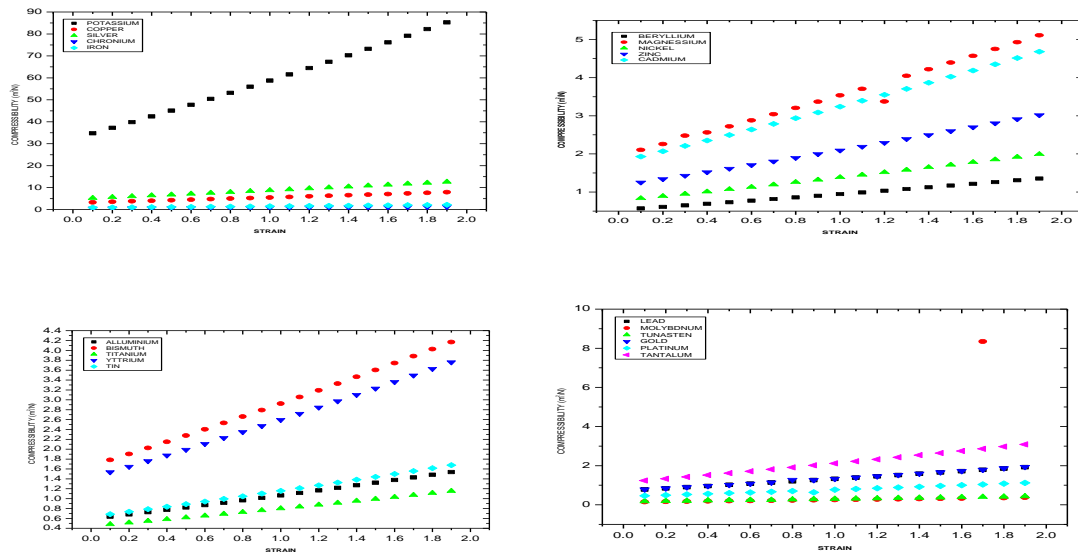 90
80
70
60
50
40
30
20
10
0
COMPRESSIBILITY (m²/N)
POTASSIUM
COPPER
SILVER
CHRONIUM
IRON
0.0 0.2 0.4 0.6 0.8 1.0 1.2 1.4 1.6 1.8 2.0
STRAIN
5
4
3
2
1
COMPRESSIBILITY (m²/N)
BERYLLIUM
MAGNESSIUM
NICKEL
ZINC
CADMIUM
0.0 0.2 0.4 0.6 0.8 1.0 1.2 1.4 1.6 1.8 2.0
STRAIN
4.4
4.2
4.0
3.8
3.6
3.4
3.2
3.0
2.8
2.6
2.4
2.2
2.0
1.8
1.6
1.4
1.2
1.0
0.8
0.6
0.4
COMPRESSIBILITY (m²/N)
ALLUMINIUM
BISMUTH
TITANIUM
YTTRIUM
TIN
0.0 0.2 0.4 0.6 0.8 1.0 1.2 1.4 1.6 1.8 2.0
STRAIN
10
8
6
4
2
0
COMPRESSIBILITY (m²/N)
LEAD
MOLYBDNUM
TUNASTEN
GOLD
PLATINUM
TANTALUM
0.0 0.2 0.4 0.6 0.8 1.0 1.2 1.4 1.6 1.8 2.0
STRAIN